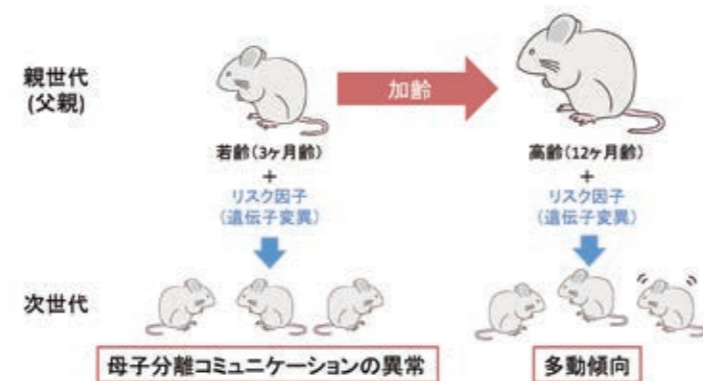 親世代
(父親)
加齢
若齢(3ヶ月齢)
+
リスク因子
(遺伝子変異)
高齢(12ヶ月齢)
+
リスク因子
(遺伝子変異)
次世代
母子分離コミュニケーションの異常
多動傾向